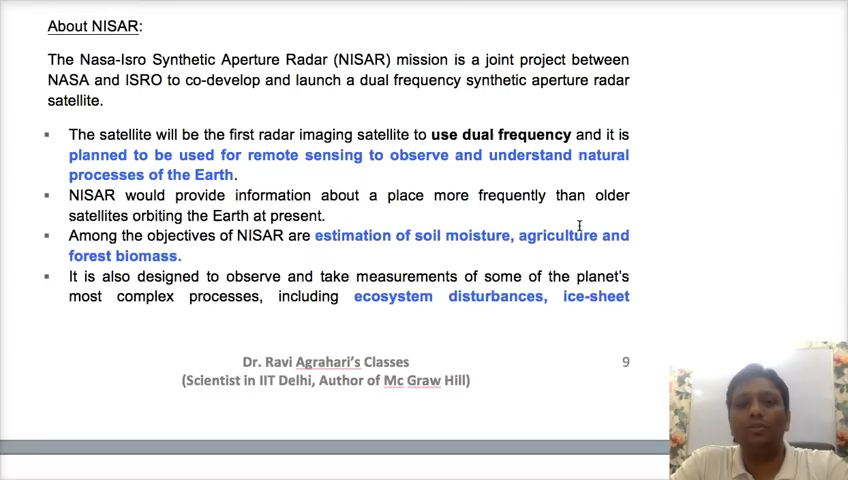 About NISAR:
The Nasa-Isro Synthetic Aperture Radar (NISAR) mission is a joint project between
NASA and ISRO to co-develop and launch a dual frequency synthetic aperture radar
satellite.
▪ The satellite will be the first radar imaging satellite to use dual frequency and it is
planned to be used for remote sensing to observe and understand natural
processes of the Earth.
▪ NISAR would provide information about a place more frequently than older
satellites orbiting the Earth at present.
▪ Among the objectives of NISAR are estimation of soil moisture, agriculture and
forest biomass.
▪ It is also designed to observe and take measurements of some of the planet's
most complex processes, including ecosystem disturbances, ice-sheet
Dr. Ravi Agrahari's Classes 9
(Scientist in IIT Delhi, Author of Mc Graw Hill)